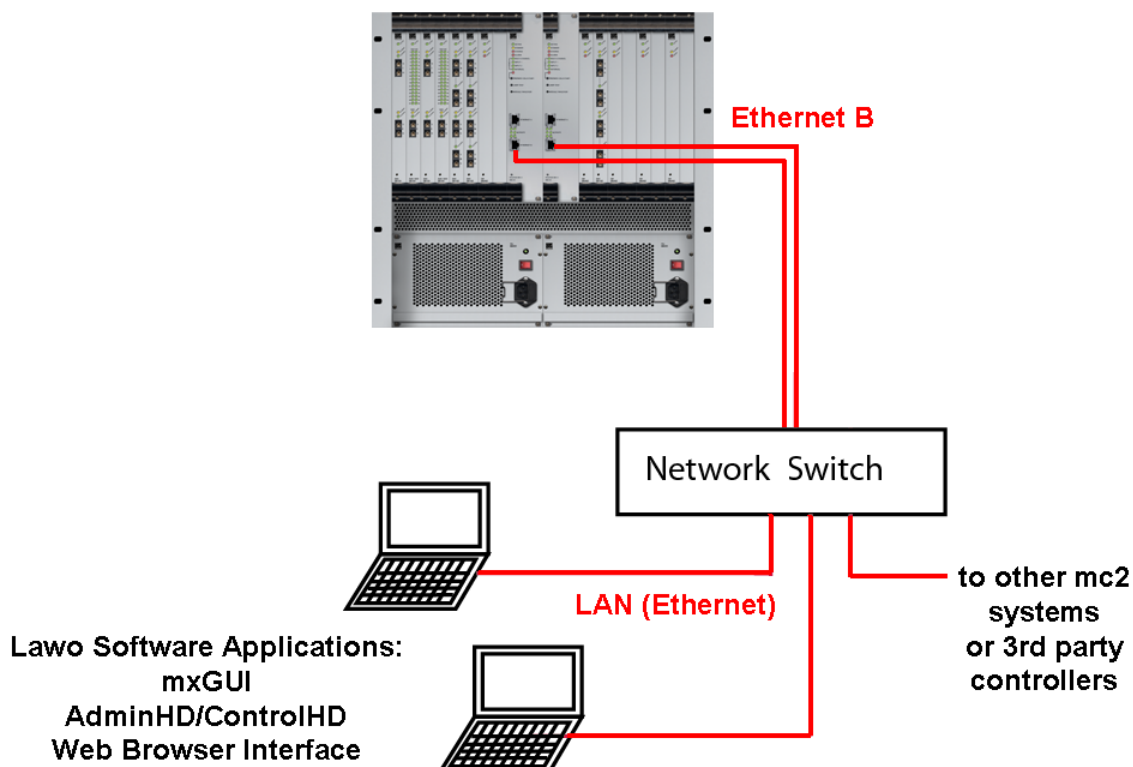 Ethernet B
Network  Switch
LAN (Ethernet)
to other mc2
systems
or 3rd party
controllers
Lawo Software Applications:
mxGUI
AdminHD/ControlHD
Web Browser Interface